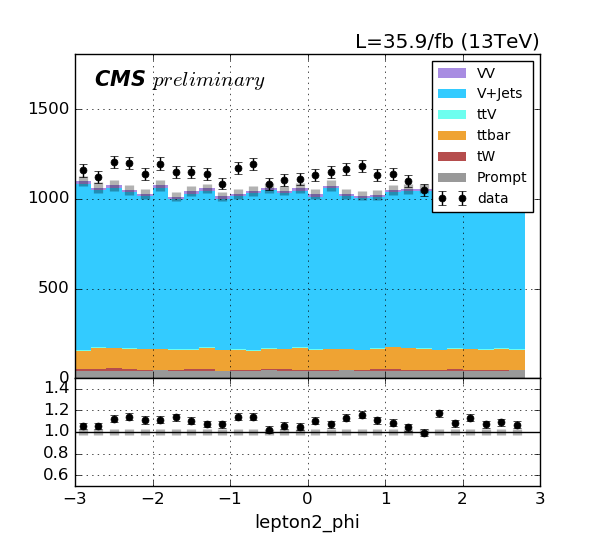 L=35.9/fb (13TeV)
CMS preliminary
VV
V+Jets
ttV
ttbar
tW
Prompt
data
1500
1000
500
0
1.4
1.2
1.0
0.8
0.6
−3 −2 −1 0 1 2 3
lepton2_phi